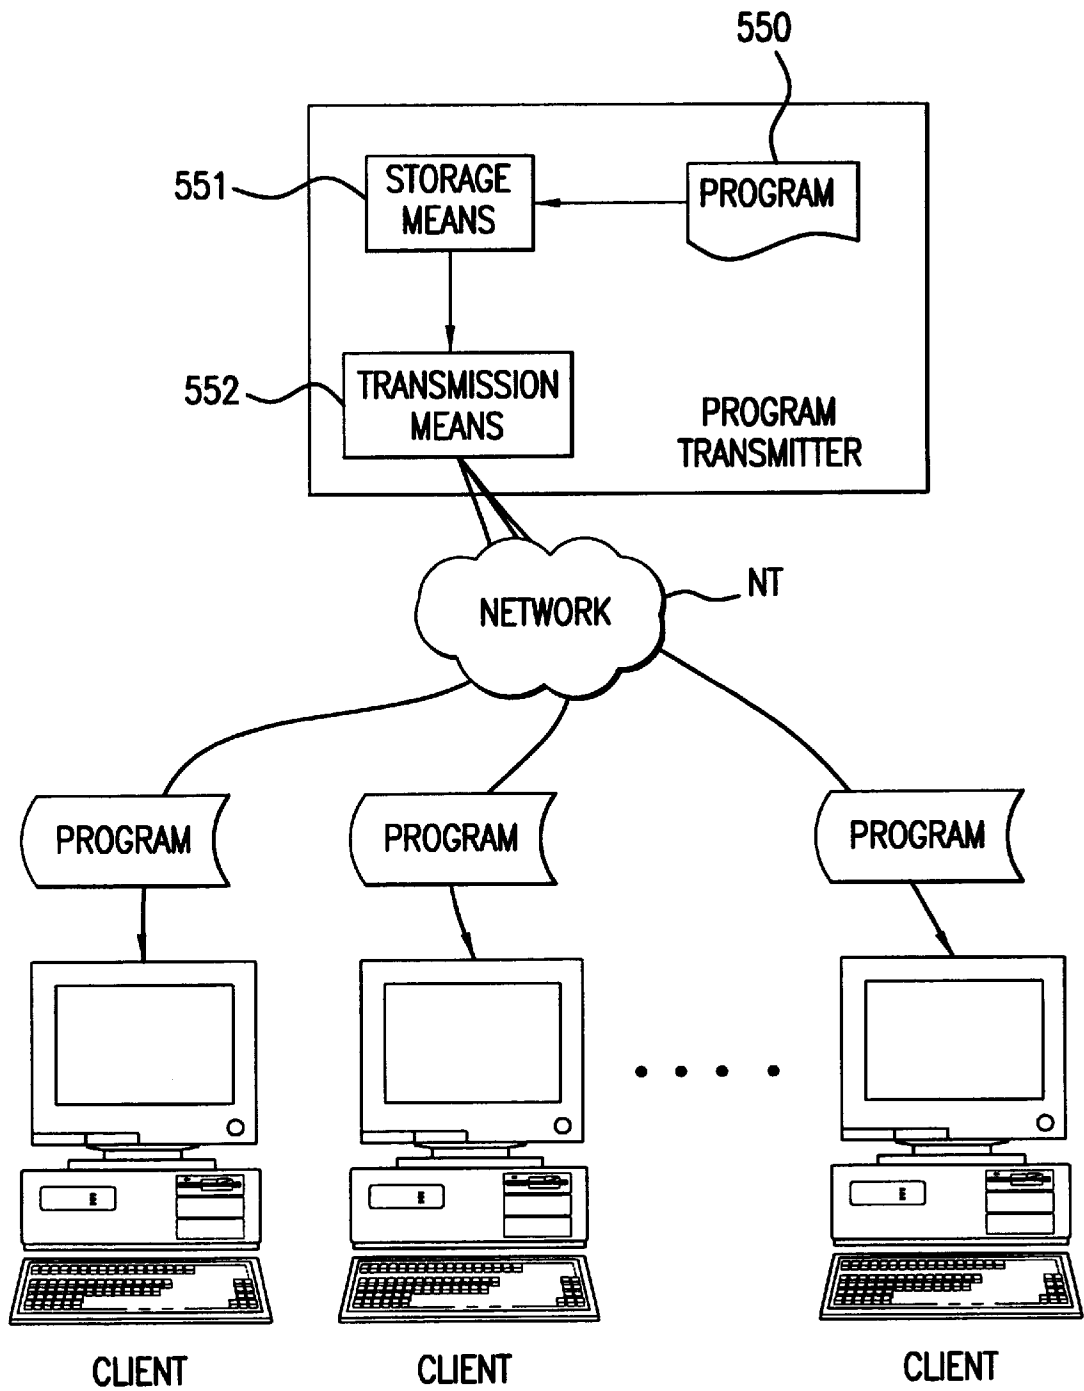 550
551
STORAGE
MEANS
PROGRAM
552
TRANSMISSION
MEANS
PROGRAM
TRANSMITTER
NETWORK
NT
PROGRAM
PROGRAM
PROGRAM
CLIENT
CLIENT
CLIENT